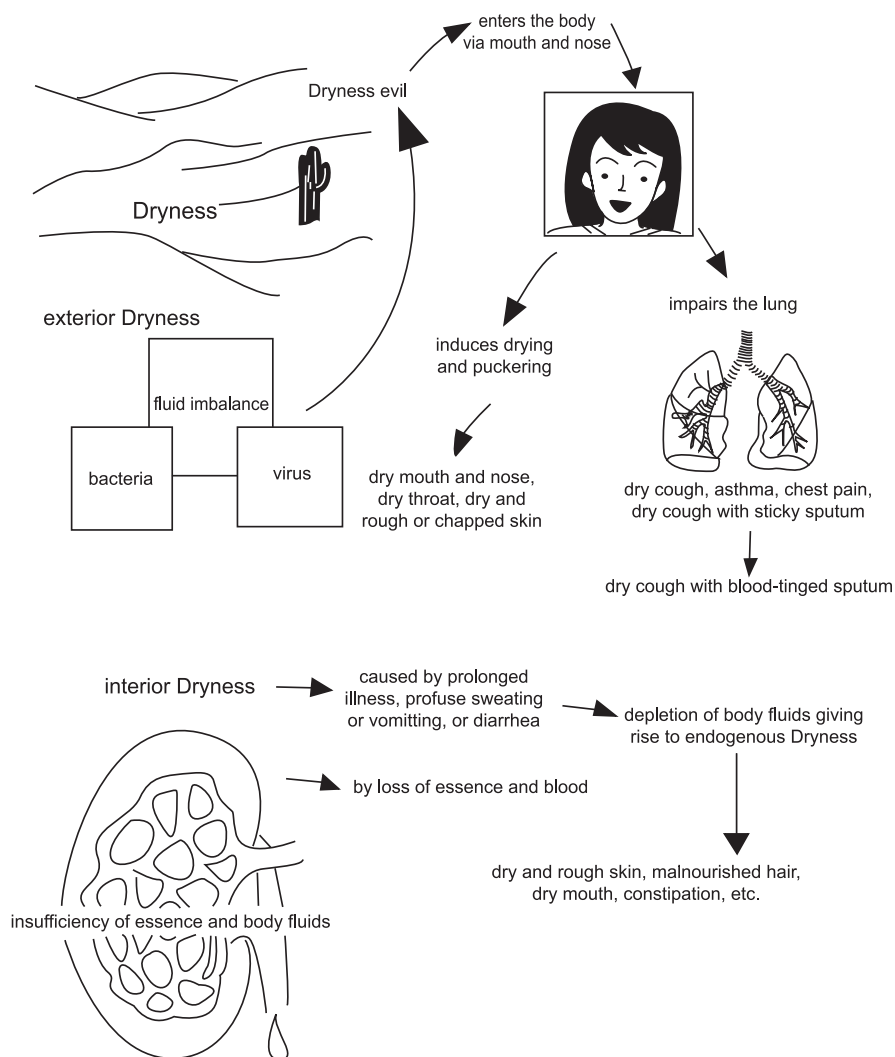 enters the body
via mouth and nose
Dryness evil
Dryness
exterior Dryness
fluid imbalance
bacteria
virus
induces drying
and puckering
dry mouth and nose,
dry throat, dry and
rough or chapped skin
impairs the lung
dry cough, asthma, chest pain,
dry cough with sticky sputum
dry cough with blood-tinged sputum
interior Dryness
caused by prolonged
illness, profuse sweating
or vomitting, or diarrhea
depletion of body fluids giving
rise to endogenous Dryness
by loss of essence and blood
dry and rough skin, malnourished hair,
dry mouth, constipation, etc.
insufficiency of essence and body fluids